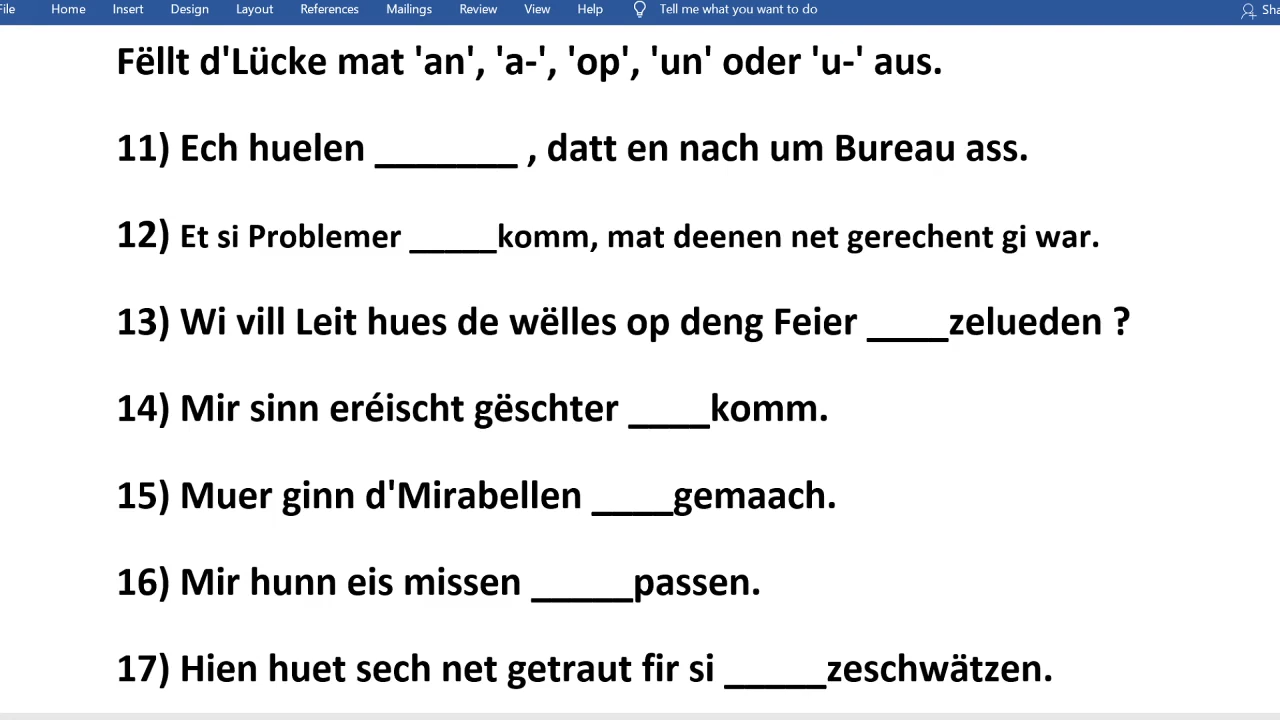 File Home Insert Design Layout References Mailings Review View Help Tell me what you want to do
Fëllt d'Lücke mat 'an', 'a-', 'op', 'un' oder 'u-' aus.
11) Ech huelen _______ , datt en nach um Bureau ass.
12) Et si Problemer _____komm, mat deenen net gerechent gi war.
13) Wi vill Leit hues de wëlles op deng Feier ____zelueden ?
14) Mir sinn eréischt gëschter ____komm.
15) Muer ginn d'Mirabellen ____gemaach.
16) Mir hunn eis missen _____passen.
17) Hien huet sech net getraut fir si _____zeschwätzen.